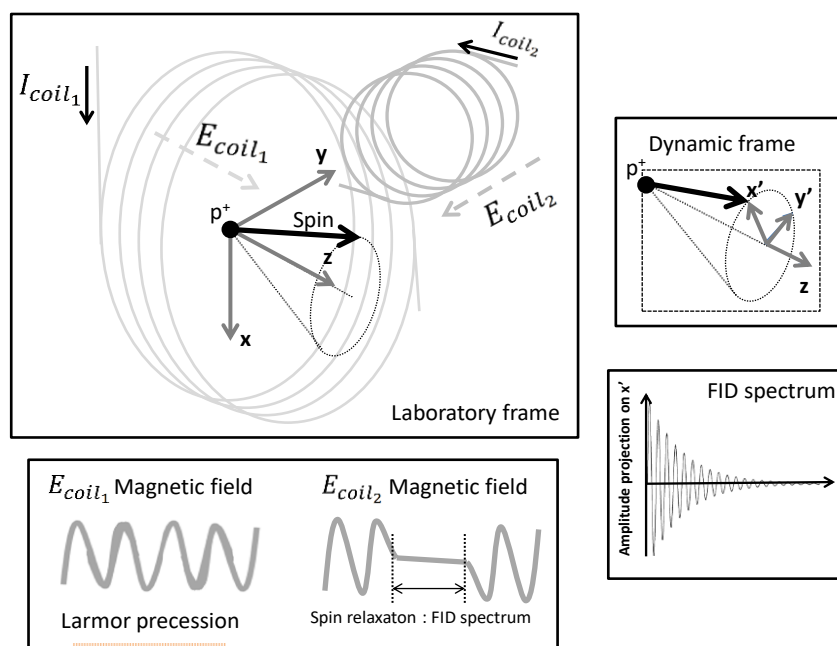 I_coil₁
I_coil₂
E_coil₁
y
E_coil₂
p⁺
Spin
z
x
Laboratory frame
Dynamic frame
p⁺
x'
y'
z
FID spectrum
Amplitude projection on x'
E_coil₁ Magnetic field
E_coil₂ Magnetic field
Larmor precession
Spin relaxaton : FID spectrum